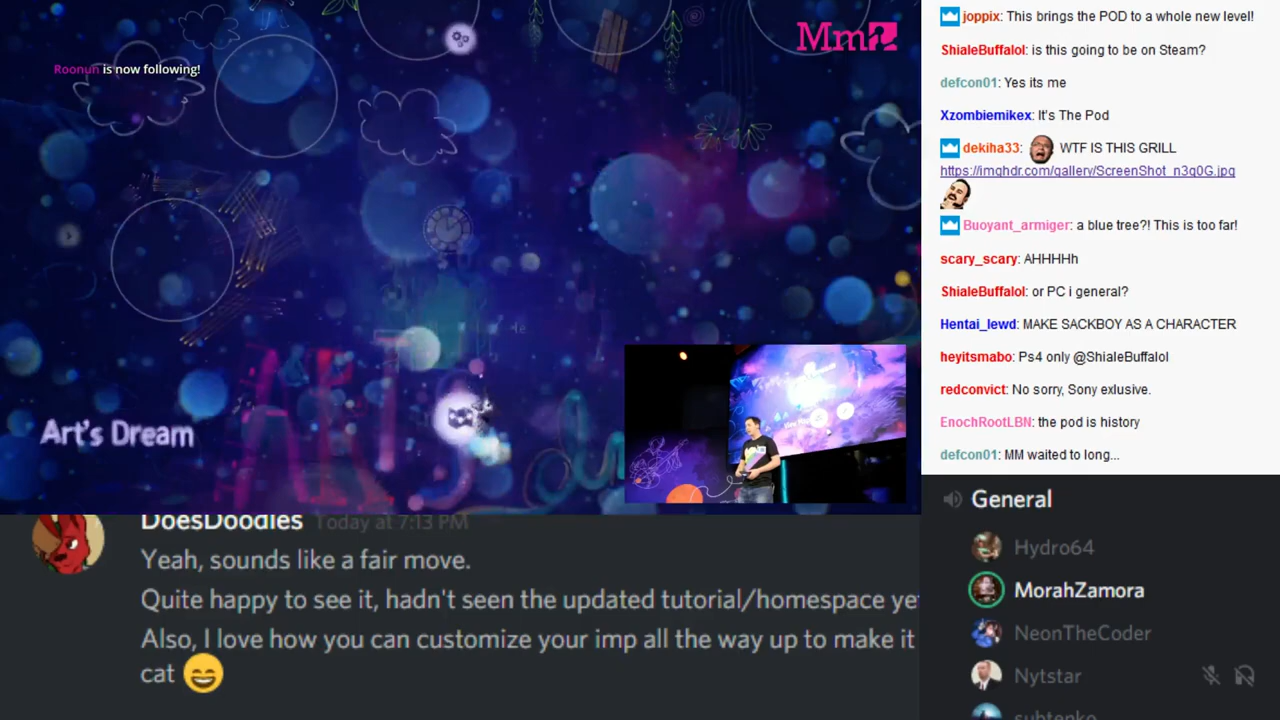 Mm
Roonun is now following!
Art's Dream
ART's
joppix: This brings the POD to a whole new level!
ShialeBuffalol: is this going to be on Steam?
defcon01: Yes its me
Xzombiemikex: It's The Pod
dekiha33: WTF IS THIS GRILL
https://imghdr.com/gallery/ScreenShot_n3q0G.jpg
Buoyant_armiger: a blue tree?! This is too far!
scary_scary: AHHHHh
ShialeBuffalol: or PC i general?
Hentai_lewd: MAKE SACKBOY AS A CHARACTER
heyitsmabo: Ps4 only @ShialeBuffalol
redconvict: No sorry, Sony exlusive.
EnochRootLBN: the pod is history
defcon01: MM waited to long...
DoesDoodles Today at 7:13 PM
Yeah, sounds like a fair move.
Quite happy to see it, hadn't seen the updated tutorial/homespace ye
Also, I love how you can customize your imp all the way up to make it
cat
General
Hydro64
MorahZamora
NeonTheCoder
Nytstar
subtenko